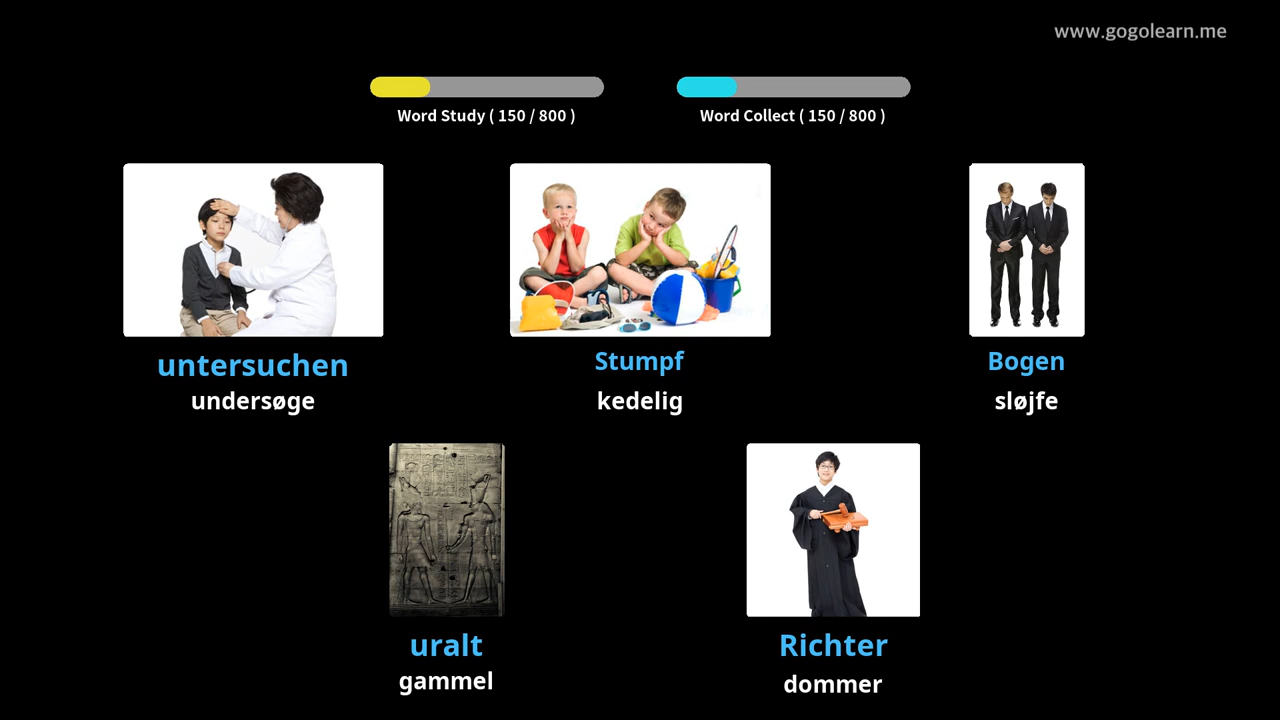 www.gogolearn.me
Word Study ( 150 / 800 )
Word Collect ( 150 / 800 )
untersuchen
undersøge
Stumpf
kedelig
Bogen
sløjfe
uralt
gammel
Richter
dommer